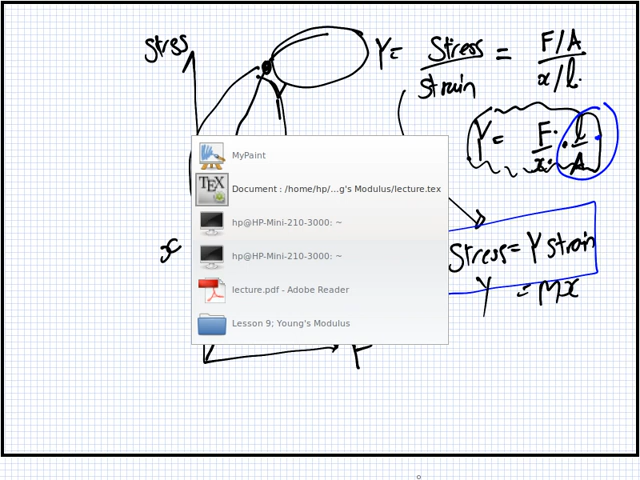 Stress
Y = Stress / Strain = F/A / x/l
Y = F/x · l/A
MyPaint
TEX
Document : /home/hp/...g's Modulus/lecture.tex
hp@HP-Mini-210-3000: ~
hp@HP-Mini-210-3000: ~
lecture.pdf - Adobe Reader
Lesson 9; Young's Modulus
x
Stress = Y strain
Y = mx
F